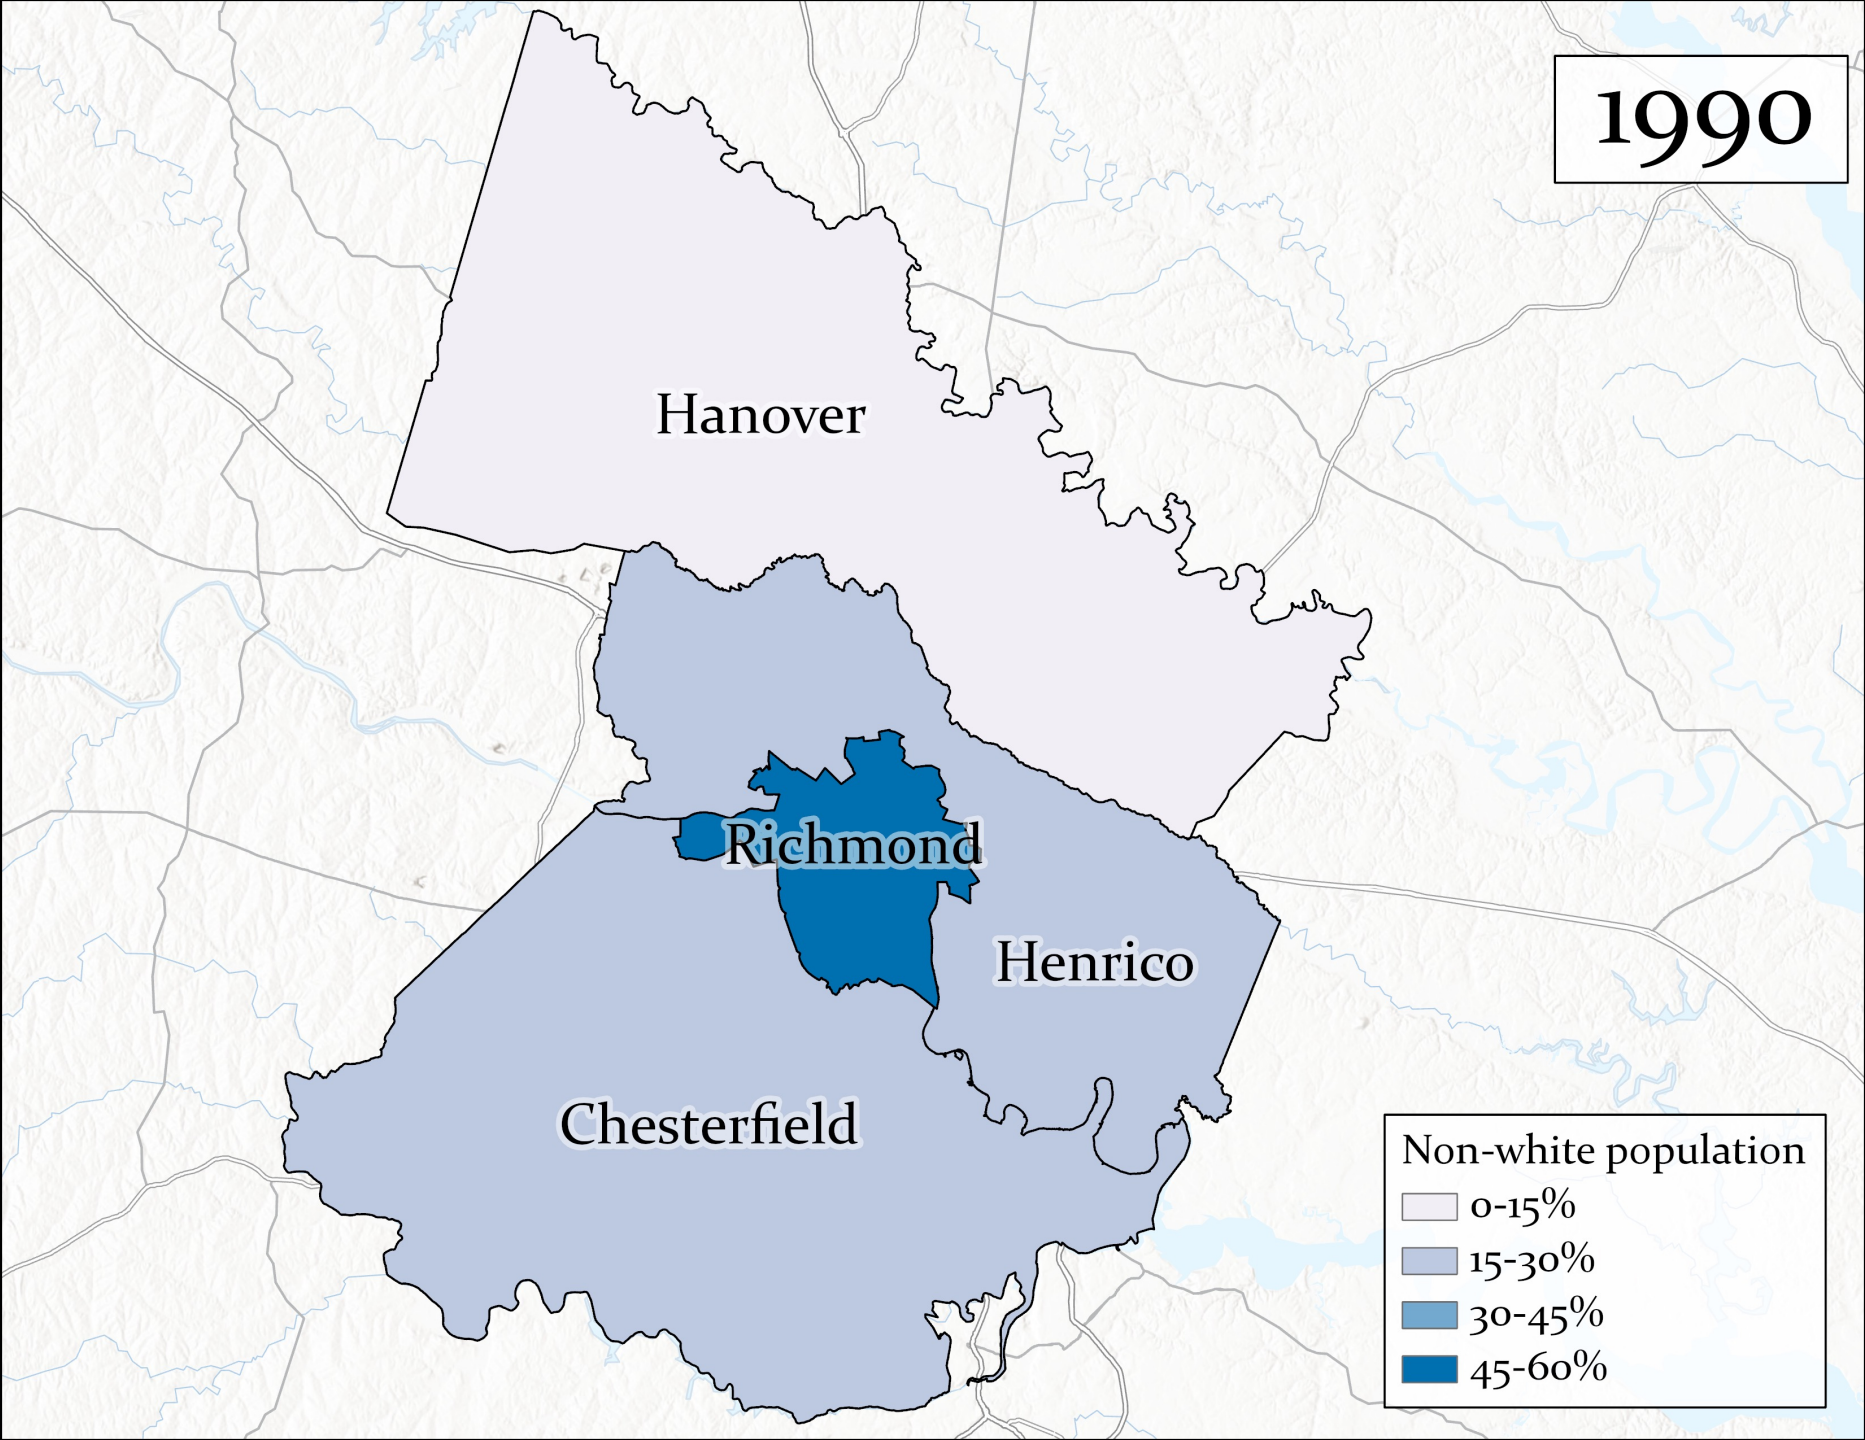 1990
Hanover
Richmond
Henrico
Chesterfield
Non-white population
0-15%
15-30%
30-45%
45-60%